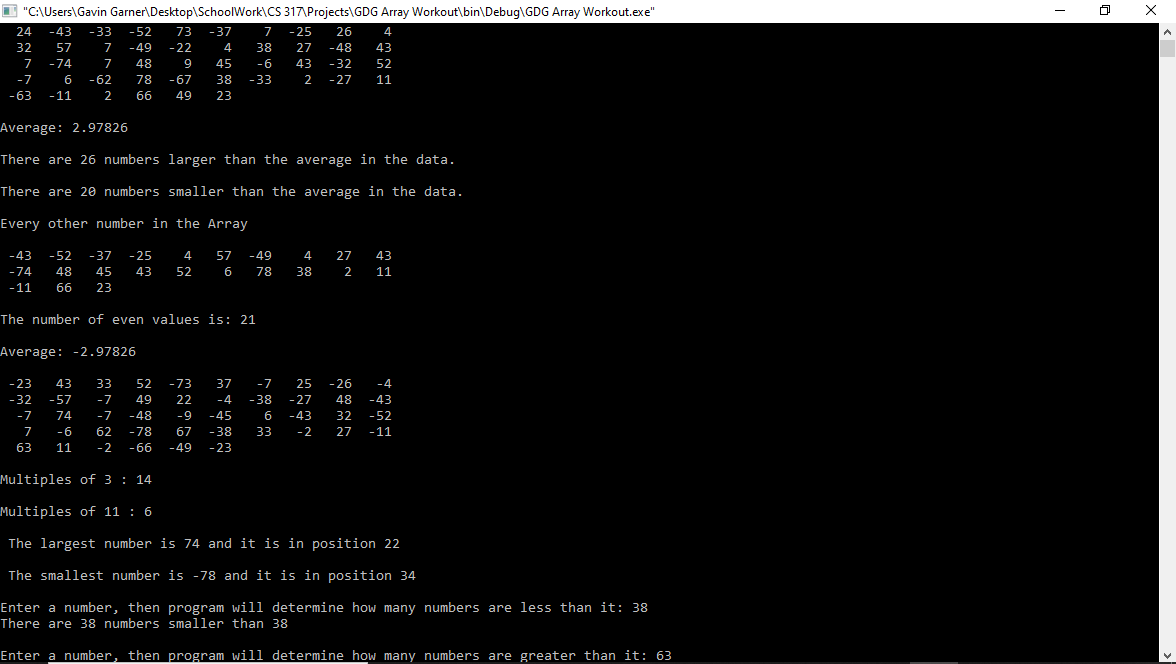 "C:\Users\Gavin Garner\Desktop\SchoolWork\CS 317\Projects\GDG Array Workout\bin\Debug\GDG Array Workout.exe"
24 -43 -33 -52 73 -37 7 -25 26 4
32 57 7 -49 -22 4 38 27 -48 43
7 -74 7 48 9 45 -6 43 -32 52
-7 6 -62 78 -67 38 -33 2 -27 11
-63 -11 2 66 49 23
Average: 2.97826
There are 26 numbers larger than the average in the data.
There are 20 numbers smaller than the average in the data.
Every other number in the Array
-43 -52 -37 -25 4 57 -49 4 27 43
-74 48 45 43 52 6 78 38 2 11
-11 66 23
The number of even values is: 21
Average: -2.97826
-23 43 33 52 -73 37 -7 25 -26 -4
-32 -57 -7 49 22 -4 -38 -27 48 -43
-7 74 -7 -48 -9 -45 6 -43 32 -52
7 -6 62 -78 67 -38 33 -2 27 -11
63 11 -2 -66 -49 -23
Multiples of 3 : 14
Multiples of 11 : 6
The largest number is 74 and it is in position 22
The smallest number is -78 and it is in position 34
Enter a number, then program will determine how many numbers are less than it: 38
There are 38 numbers smaller than 38
Enter a number, then program will determine how many numbers are greater than it: 63